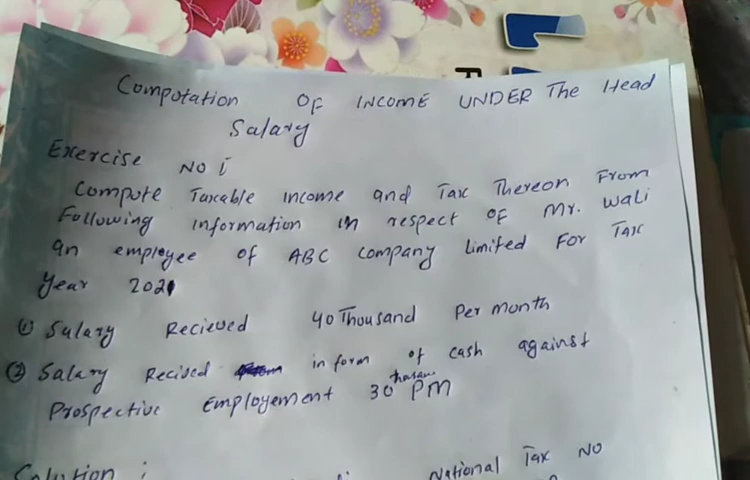 Computation OF INCOME UNDER The Head
Salary
Exercise NO 1
Compute Taxable income and Tax Thereon From
Following information in respect OF Mr. Wali
an employee of ABC company Limited For Tax
Year 2021
① Salary Recieved 40 Thousand Per month
② Salary Recived in form of cash against
Prospective Employement 30 PM
Solution : National Tax NO